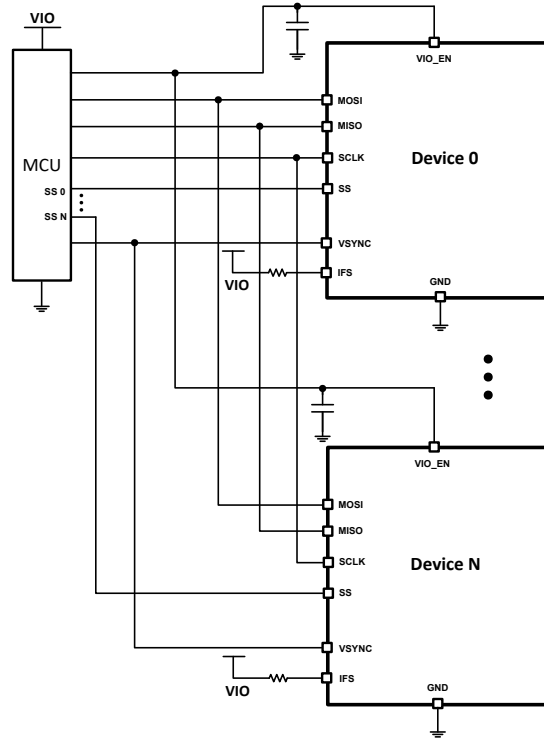 VIO
VIO_EN
MOSI
MISO
MCU
SCLK
Device 0
SS 0
SS
SS N
VSYNC
VIO
IFS
GND
VIO_EN
MOSI
MISO
SCLK
Device N
SS
VSYNC
VIO
IFS
GND